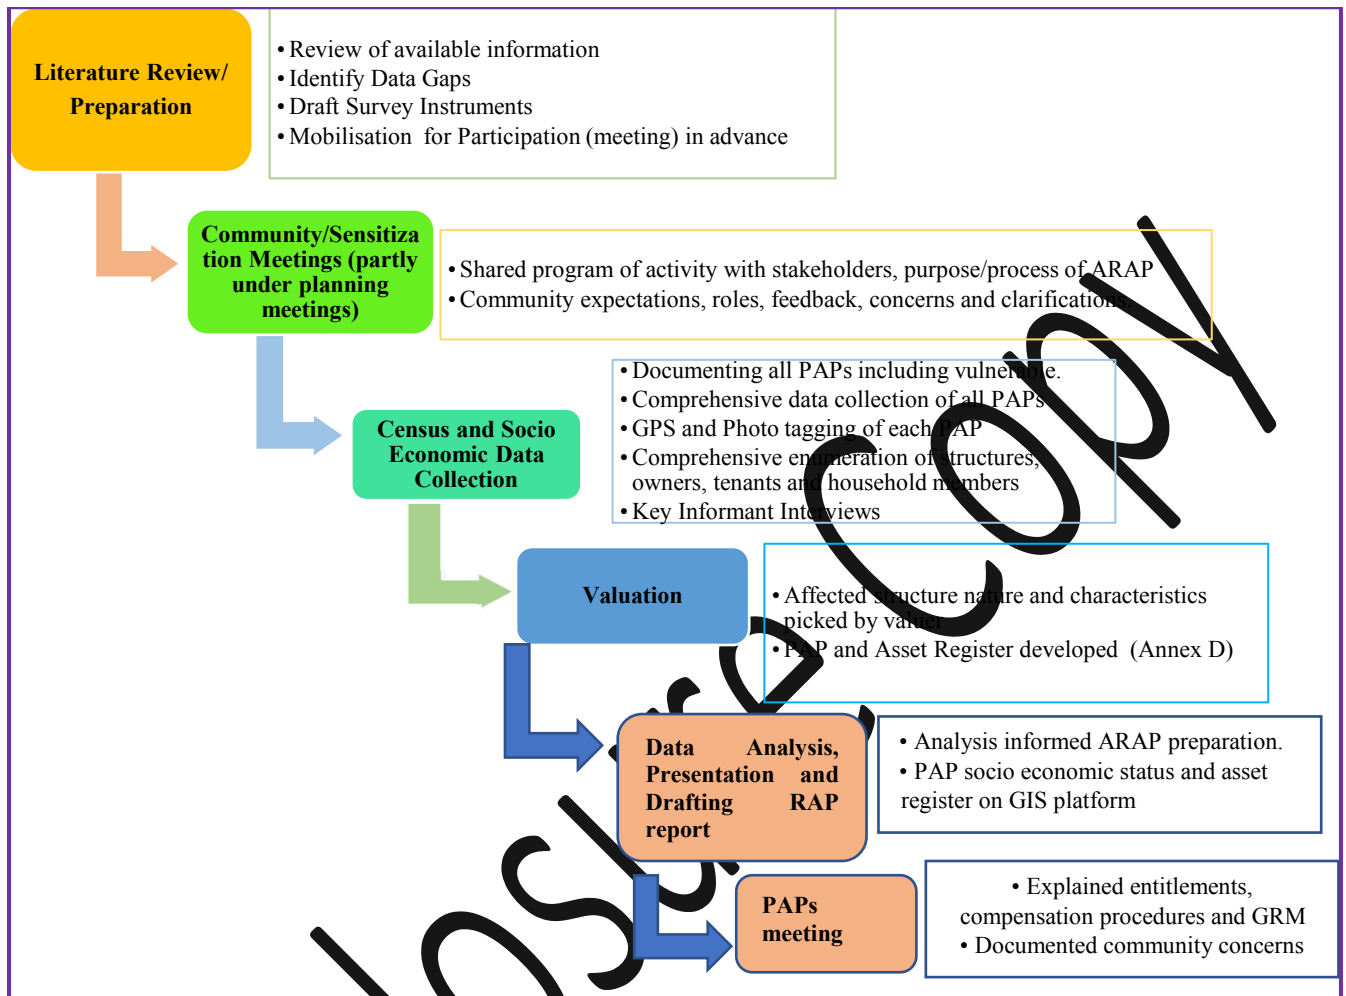 Literature Review/
Preparation
• Review of available information
• Identify Data Gaps
• Draft Survey Instruments
• Mobilisation for Participation (meeting) in advance
Community/Sensitiza
tion Meetings (partly
under planning
meetings)
• Shared program of activity with stakeholders, purpose/process of ARAP
• Community expectations, roles, feedback, concerns and clarifications.
Census and Socio
Economic Data
Collection
• Documenting all PAPs including vulnerable.
• Comprehensive data collection of all PAPs
• GPS and Photo tagging of each PAP
• Comprehensive enumeration of structures,
owners, tenants and household members
• Key Informant Interviews
Valuation
• Affected structure nature and characteristics
picked by valuer
• PAP and Asset Register developed (Annex D)
Data Analysis,
Presentation and
Drafting RAP
report
• Analysis informed ARAP preparation.
• PAP socio economic status and asset
register on GIS platform
PAPs
meeting
• Explained entitlements,
compensation procedures and GRM
• Documented community concerns
losure Copy